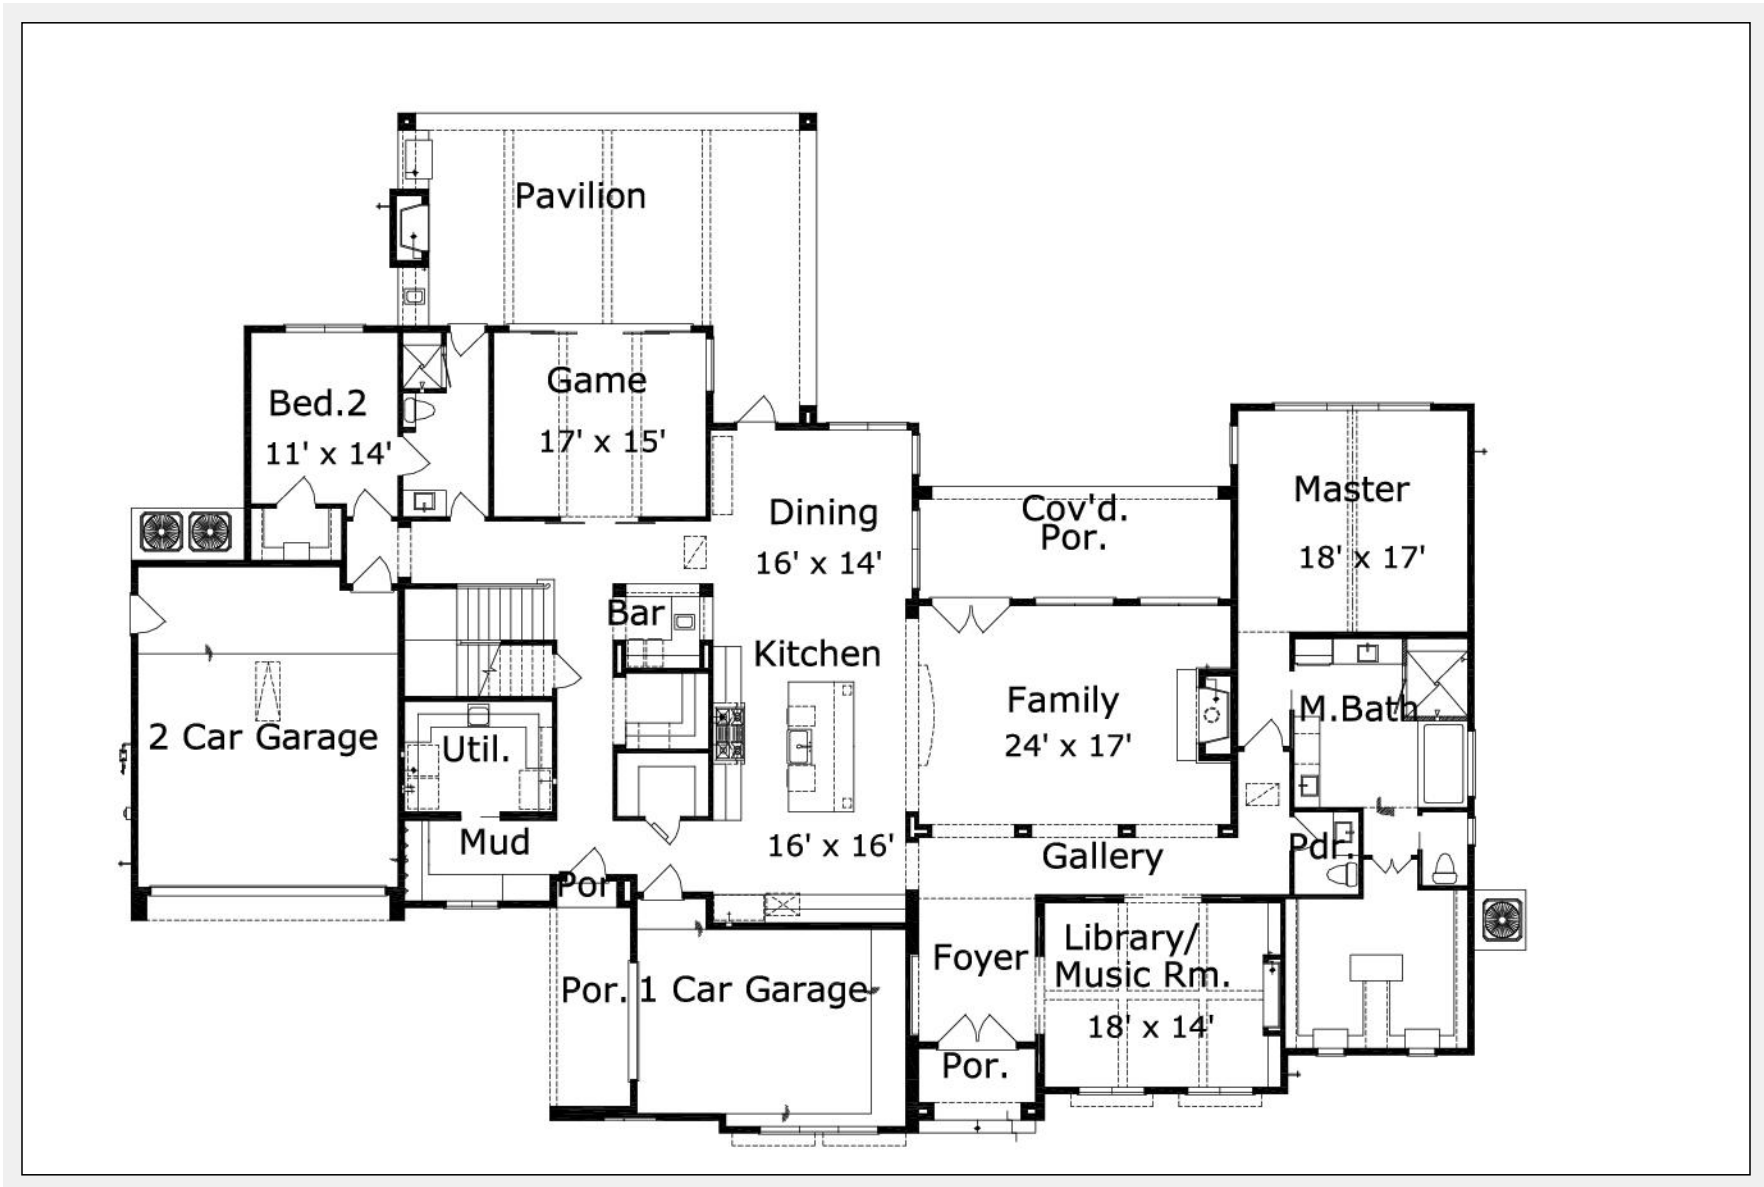 Pavilion
Game
17' x 15'
Bed.2
11' x 14'
Master
18' x 17'
Cov'd.
Por.
Dining
16' x 14'
Bar
Kitchen
16' x 16'
Family
24' x 17'
M.Bath
2 Car Garage
Util.
Mud
Por
Gallery
Pdr.
Foyer
Library/
Music Rm.
18' x 14'
Por.
1 Car Garage
Por.